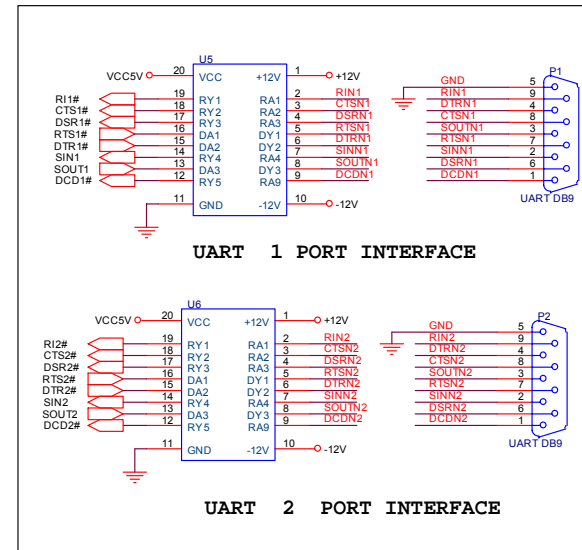 U5
VCC5V 20 VCC +12V 1 +12V
RI1# 19 RY1 RA1 2 RIN1
CTS1# 18 RY2 RA2 3 CTSN1
DSR1# 17 RY3 RA3 4 DSRN1
RTS1# 16 DA1 DY1 5 RTSN1
DTR1# 15 DA2 DY2 6 DTRN1
SIN1 14 RY4 RA4 7 SINN1
SOUT1 13 DA3 DY3 8 SOUTN1
DCD1# 12 RY5 RA9 9 DCDN1
11 GND -12V 10 -12V
P1
GND 5
RIN1 9
DTRN1 4
CTSN1 8
SOUTN1 3
RTSN1 7
SINN1 2
DSRN1 6
DCDN1 1
UART DB9
UART 1 PORT INTERFACE
U6
VCC5V 20 VCC +12V 1 +12V
RI2# 19 RY1 RA1 2 RIN2
CTS2# 18 RY2 RA2 3 CTSN2
DSR2# 17 RY3 RA3 4 DSRN2
RTS2# 16 DA1 DY1 5 RTSN2
DTR2# 15 DA2 DY2 6 DTRN2
SIN2 14 RY4 RA4 7 SINN2
SOUT2 13 DA3 DY3 8 SOUTN2
DCD2# 12 RY5 RA9 9 DCDN2
11 GND -12V 10 -12V
P2
GND 5
RIN2 9
DTRN2 4
CTSN2 8
SOUTN2 3
RTSN2 7
SINN2 2
DSRN2 6
DCDN2 1
UART DB9
UART 2 PORT INTERFACE